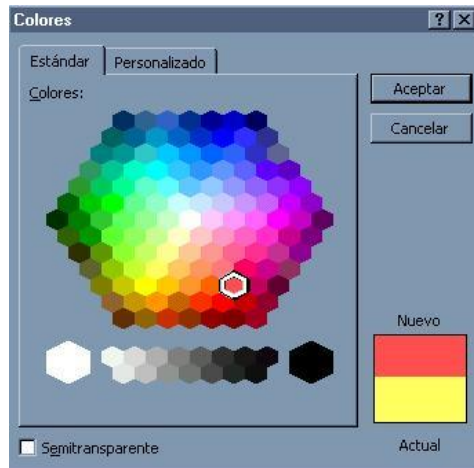 Colores
Estándar
Personalizado
Colores:
Aceptar
Cancelar
Nuevo
Actual
Semitransparente